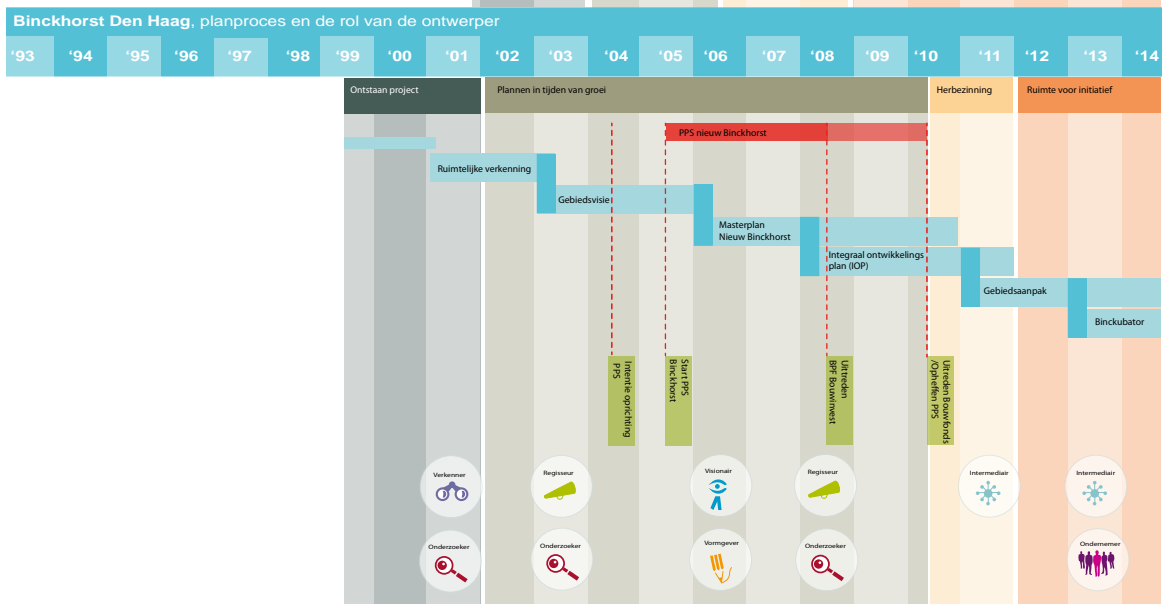 Binckhorst Den Haag, planproces en de rol van de ontwerper
‘93 ‘94 ‘95 ‘96 ‘97 ‘98 ‘99 ‘00 ‘01 ‘02 ‘03 ‘04 ‘05 ‘06 ‘07 ‘08 ‘09 ‘10 ‘11 ‘12 ‘13 ‘14
Ontstaan project
Plannen in tijden van groei
Herbezinning
Ruimte voor initiatief
PPS nieuw Binckhorst
Ruimtelijke verkenning
Gebiedsvisie
Masterplan
Nieuw Binckhorst
Integraal ontwikkelings
plan (IOP)
Gebiedsaanpak
Binckubator
Intentie oprichting
PPS
Start PPS
Binckhorst
Uittreden
BPF Bouwinvest
Uitreden Bouwfonds
/Opheffen PPS
Verkenner
Regisseur
Visionair
Regisseur
Intermediair
Intermediair
Onderzoeker
Onderzoeker
Vormgever
Onderzoeker
Ondernemer